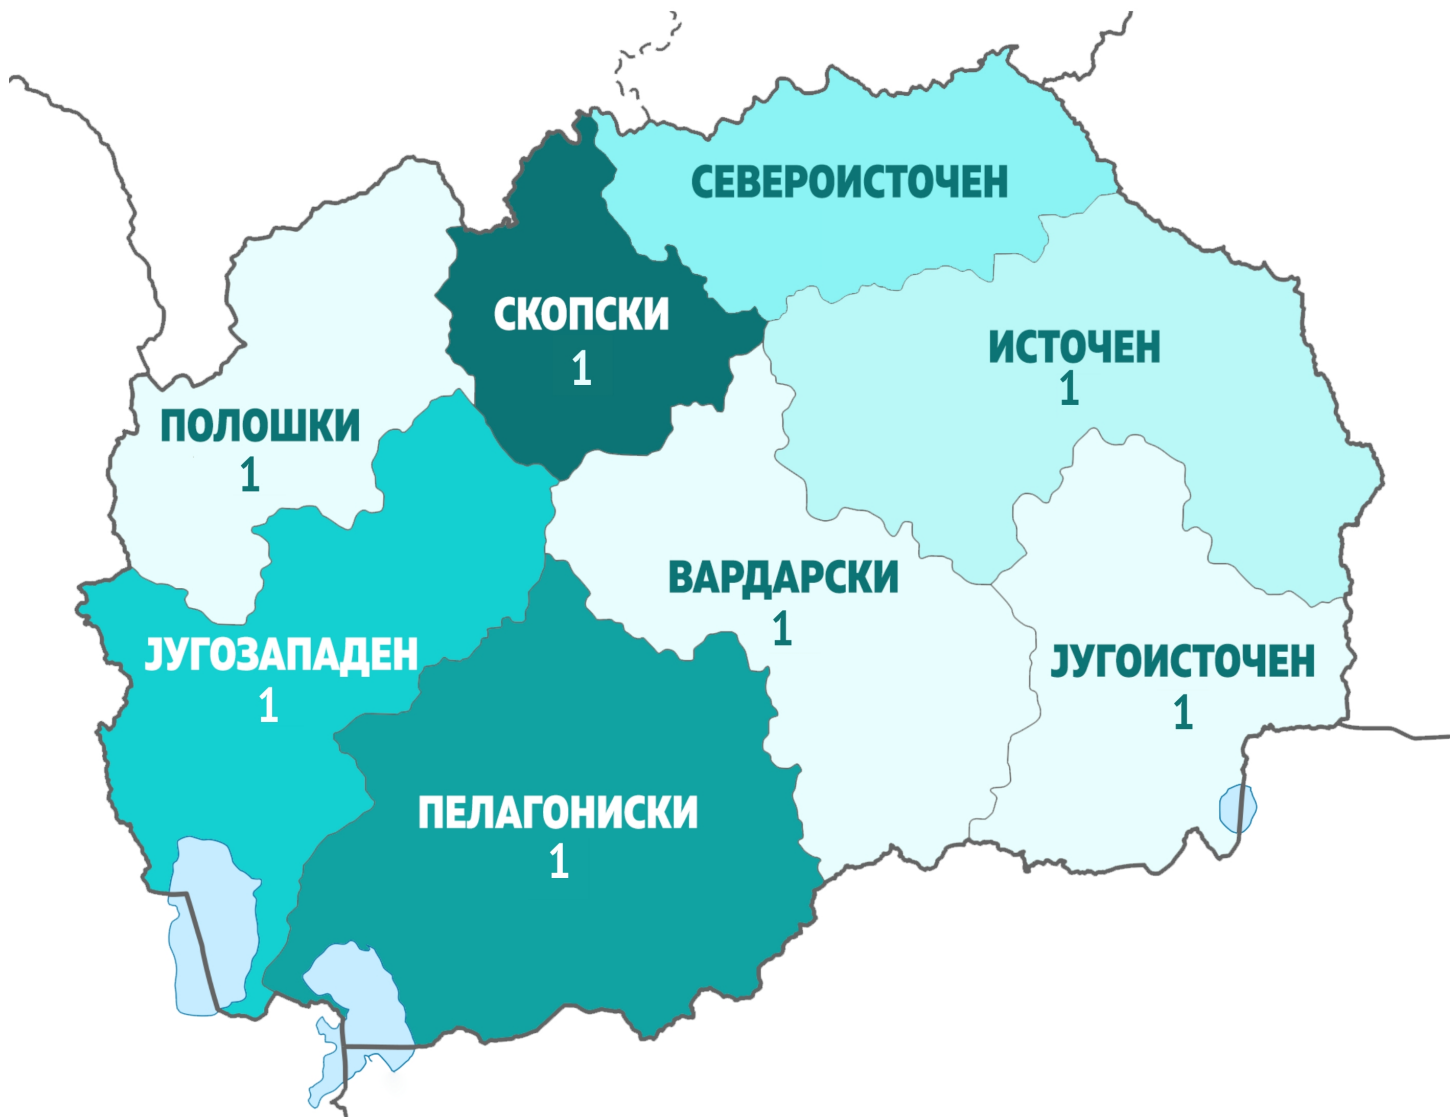 СЕВЕРОИСТОЧЕН
СКОПСКИ
1
ИСТОЧЕН
1
ПОЛОШКИ
1
ВАРДАРСКИ
1
ЈУГОЗАПАДЕН
1
ЈУГОИСТОЧЕН
1
ПЕЛАГОНИСКИ
1